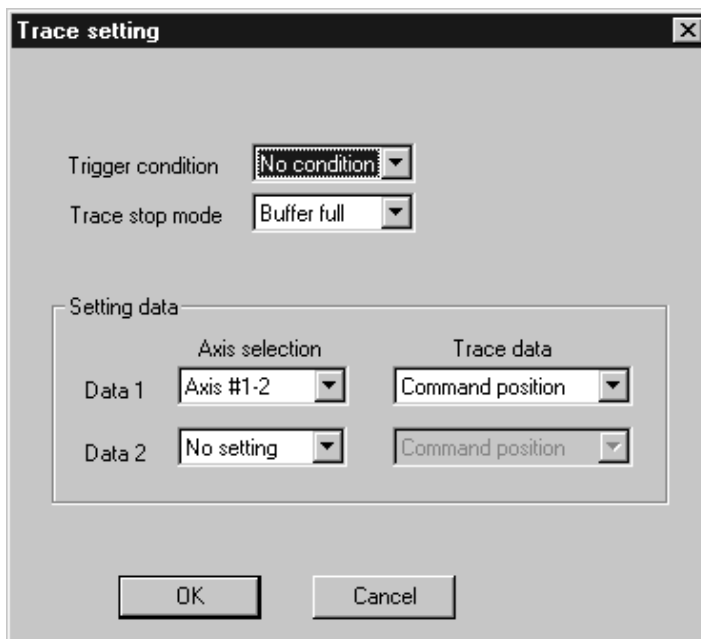 Trace setting
Trigger condition No condition
Trace stop mode Buffer full
Setting data
Axis selection Trace data
Data 1 Axis #1-2 Command position
Data 2 No setting Command position
OK Cancel